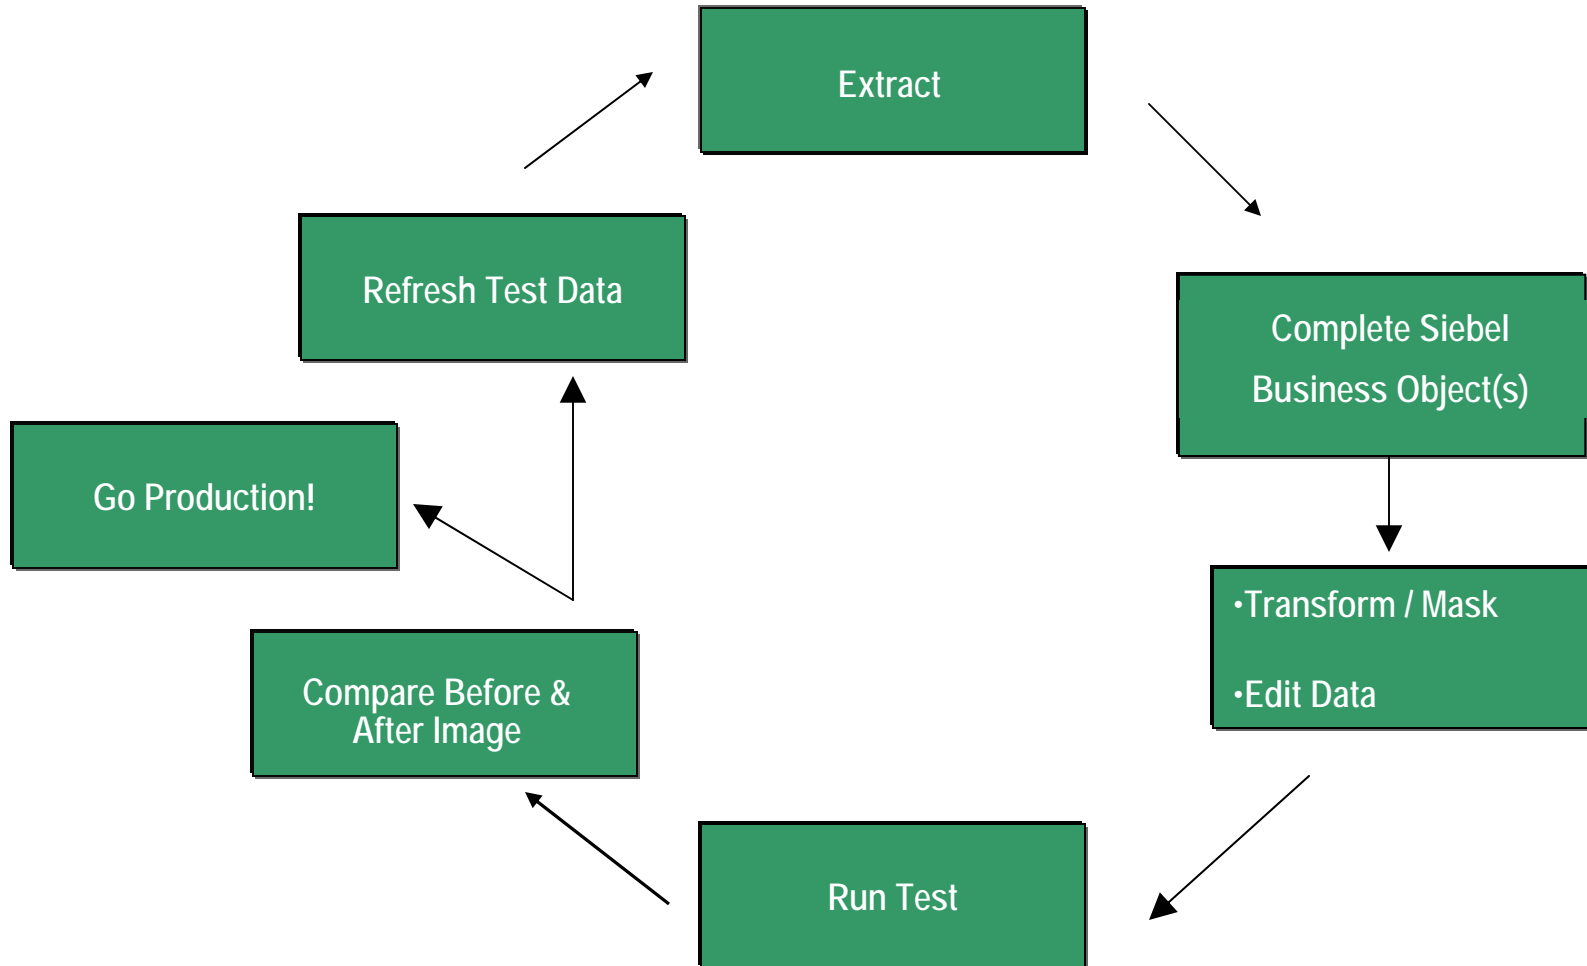 Extract
Refresh Test Data
Complete Siebel
Business Object(s)
Go Production!
•Transform / Mask
•Edit Data
Compare Before &
After Image
Run Test